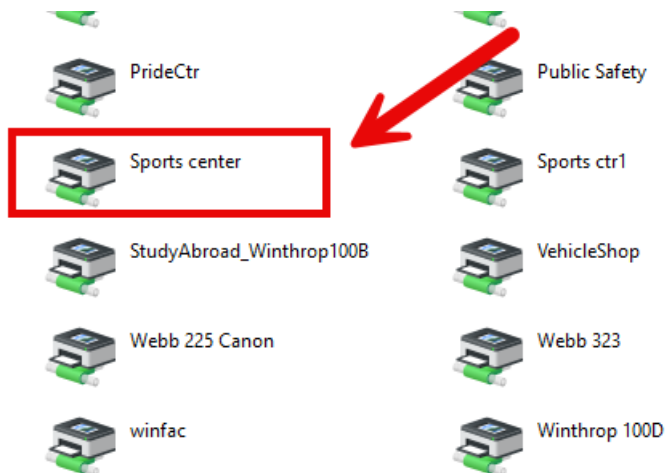 PrideCtr
Public Safety
Sports center
Sports ctr1
StudyAbroad_Winthrop100B
VehicleShop
Webb 225 Canon
Webb 323
winfac
Winthrop 100D